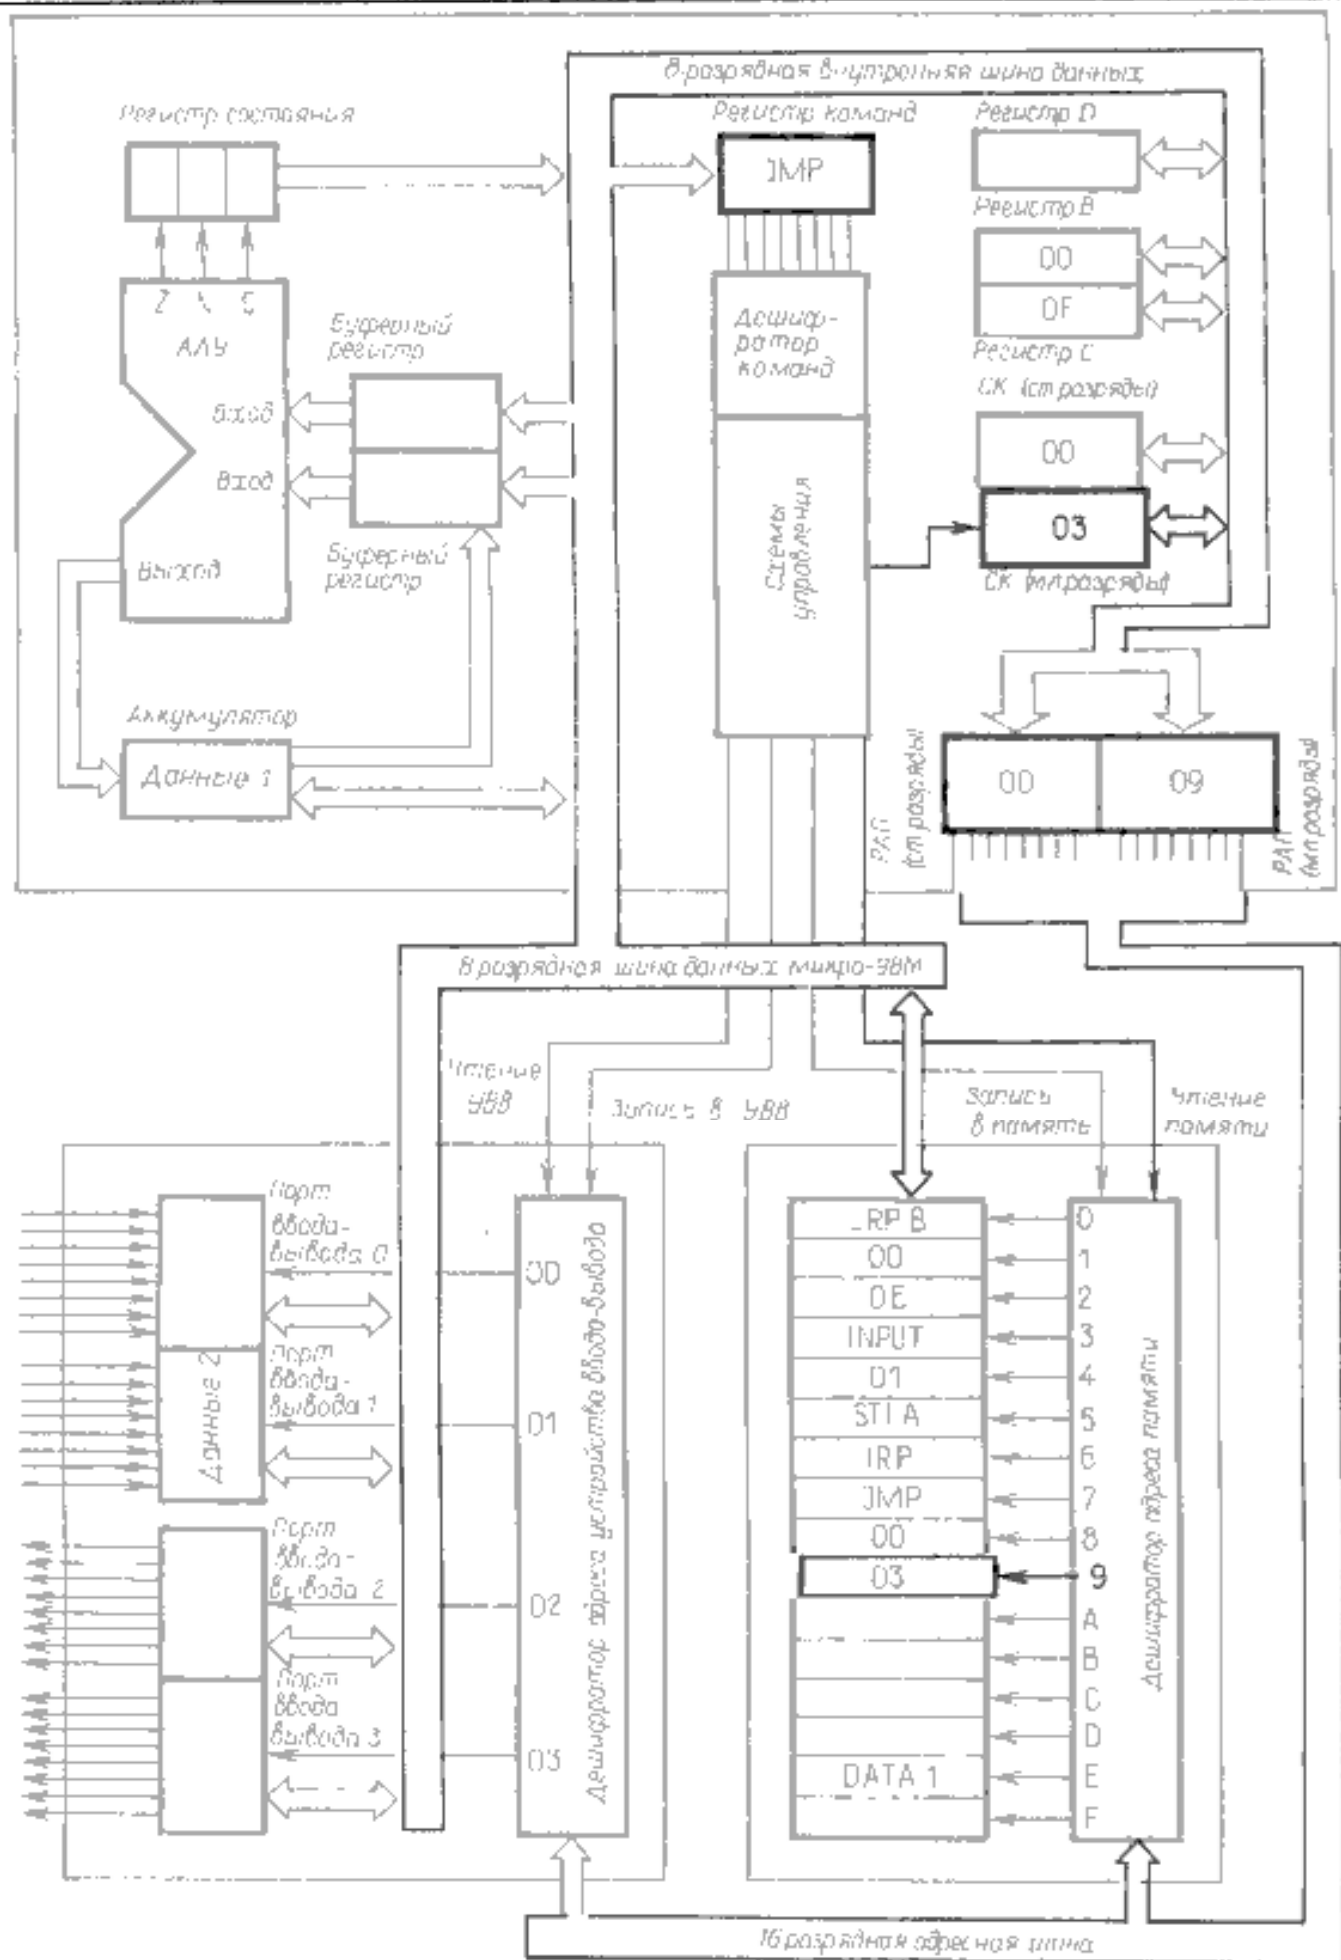 8-разрядная внутренняя шина данных
Регистр состояния
Регистр команд
JMP
Регистр D
Регистр B
00
0F
Регистр C
Z
C
АЛУ
Вход
Вход
Выход
Буферный
регистр
Буферный
регистр
Дешиф-
ратор
команд
Схемы
управления
СК (ст.разряды)
00
03
СК (мл.разряды)
Аккумулятор
Данные 1
РАП
(ст.разряды)
00
09
РАП
(мл.разряды)
8 разрядная шина данных микро-ЭВМ
Чтение
УВВ
Запись в УВВ
Запись
в память
Чтение
памяти
Порт
ввода-
вывода 0
Порт
ввода-
вывода 1
Данные 2
Порт
ввода-
вывода 2
Порт
ввода
вывода 3
00
01
02
03
Дешифратор адреса устройства ввода-вывода
LRP B
0
00
1
0E
2
INPUT
3
01
4
STI A
5
IRP
6
JMP
7
00
8
03
9
A
B
C
D
DATA 1
E
F
Дешифратор адреса памяти
16 разрядная адресная шина